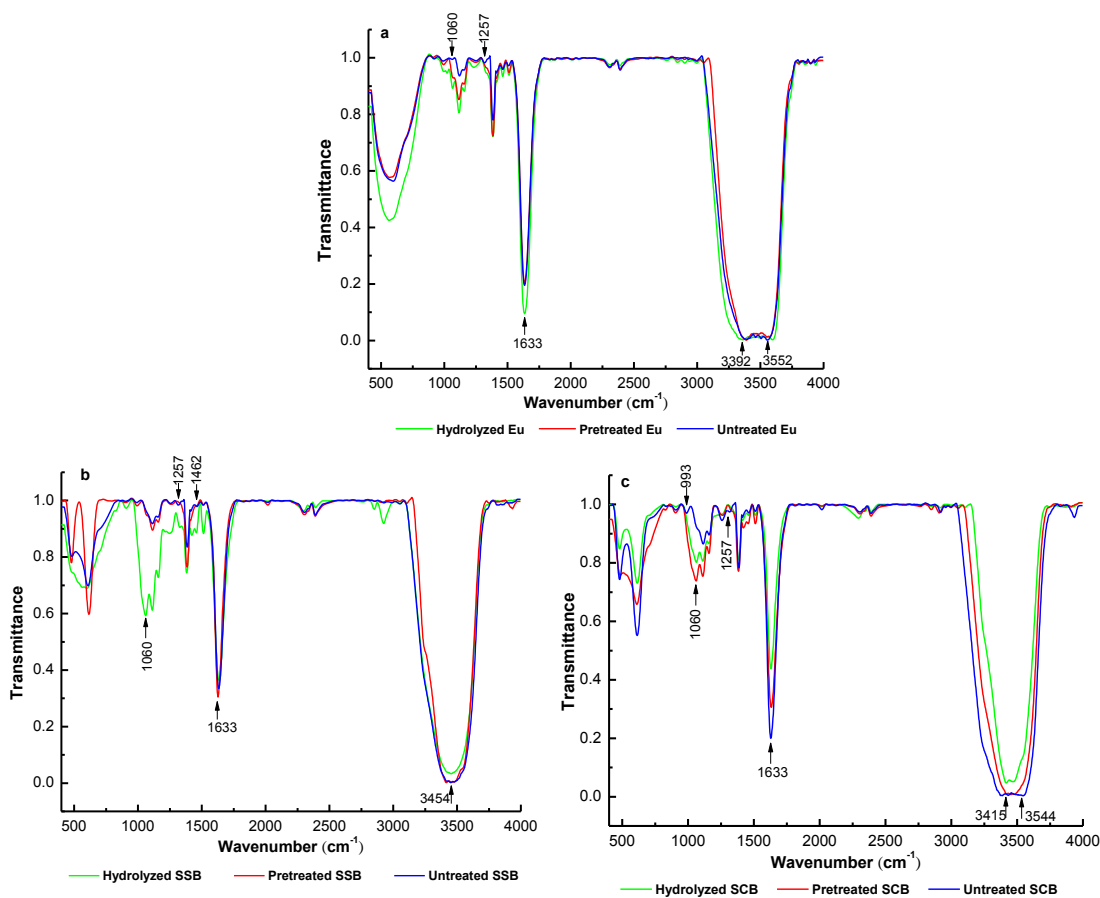 a
1060
1257
1.0
0.8
0.6
0.4
0.2
0.0
Transmittance
1633
3392
3552
500 1000 1500 2000 2500 3000 3500 4000
Wavenumber (cm-1)
Hydrolyzed Eu Pretreated Eu Untreated Eu
b
1257
1462
1.0
0.8
0.6
0.4
0.2
0.0
Transmittance
1060
1633
3454
500 1000 1500 2000 2500 3000 3500 4000
Wavenumber (cm-1)
Hydrolyzed SSB Pretreated SSB Untreated SSB
c
993
1257
1.0
0.8
0.6
0.4
0.2
0.0
Transmittance
1060
1633
3415
3544
500 1000 1500 2000 2500 3000 3500 4000
Wavenumber (cm-1)
Hydrolyzed SCB Pretreated SCB Untreated SCB